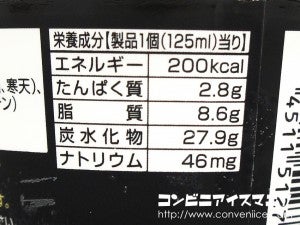 栄養成分【製品1個(125ml)当り】
エネルギー 200kcal
たんぱく質 2.8g
脂質 8.6g
炭水化物 27.9g
ナトリウム 46mg
、寒天)、
コンビニアイスマ
http://www.conveniice.